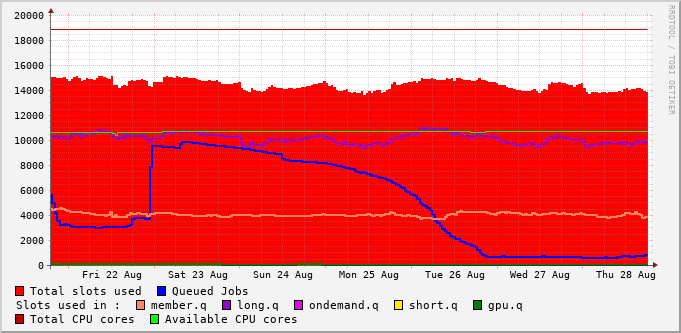 20000
18000
16000
14000
12000
10000
8000
6000
4000
2000
0
Fri 22 Aug Sat 23 Aug Sun 24 Aug Mon 25 Aug Tue 26 Aug Wed 27 Aug Thu 28 Aug
Total slots used Queued Jobs
Slots used in : member.q long.q ondemand.q short.q gpu.q
Total CPU cores Available CPU cores
RRDTOOL / TOBI OETIKER